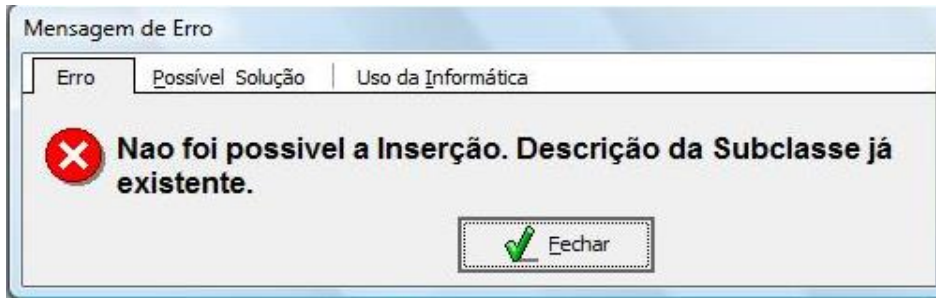 Mensagem de Erro
Erro
Possível Solução
Uso da Informática
Nao foi possivel a Inserção. Descrição da Subclasse já
existente.
Fechar